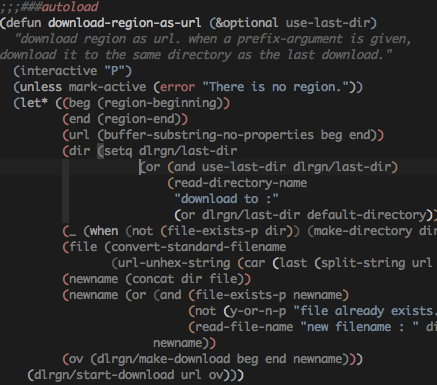 ;;;###autoload
(defun download-region-as-url (&optional use-last-dir)
  "download region as url. when a prefix-argument is given,
download it to the same directory as the last download."
  (interactive "P")
  (unless mark-active (error "There is no region."))
  (let* ((beg (region-beginning))
         (end (region-end))
         (url (buffer-substring-no-properties beg end))
         (dir (setq dlrgn/last-dir
                    (or (and use-last-dir dlrgn/last-dir)
                        (read-directory-name
                         "download to :"
                         (or dlrgn/last-dir default-directory))
         (_ (when (not (file-exists-p dir)) (make-directory dir
         (file (convert-standard-filename
                (url-unhex-string (car (last (split-string url
         (newname (concat dir file))
         (newname (or (and (file-exists-p newname)
                           (not (y-or-n-p "file already exists.
                           (read-file-name "new filename : " di
                      newname))
         (ov (dlrgn/make-download beg end newname)))
    (dlrgn/start-download url ov)))